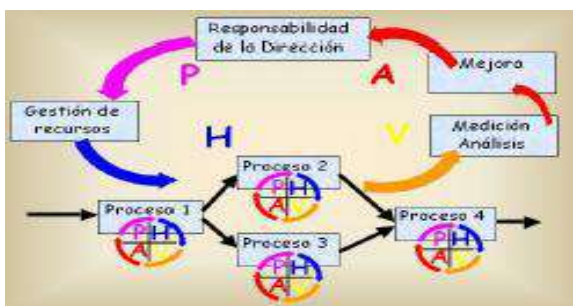 Responsabilidad
de la Dirección
P
A
Mejora
Gestión de
recursos
H
V
Medición
Análisis
Proceso 2
P H
A V
Proceso 1
P H
A
Proceso 4
P H
A
Proceso 3
P H
A